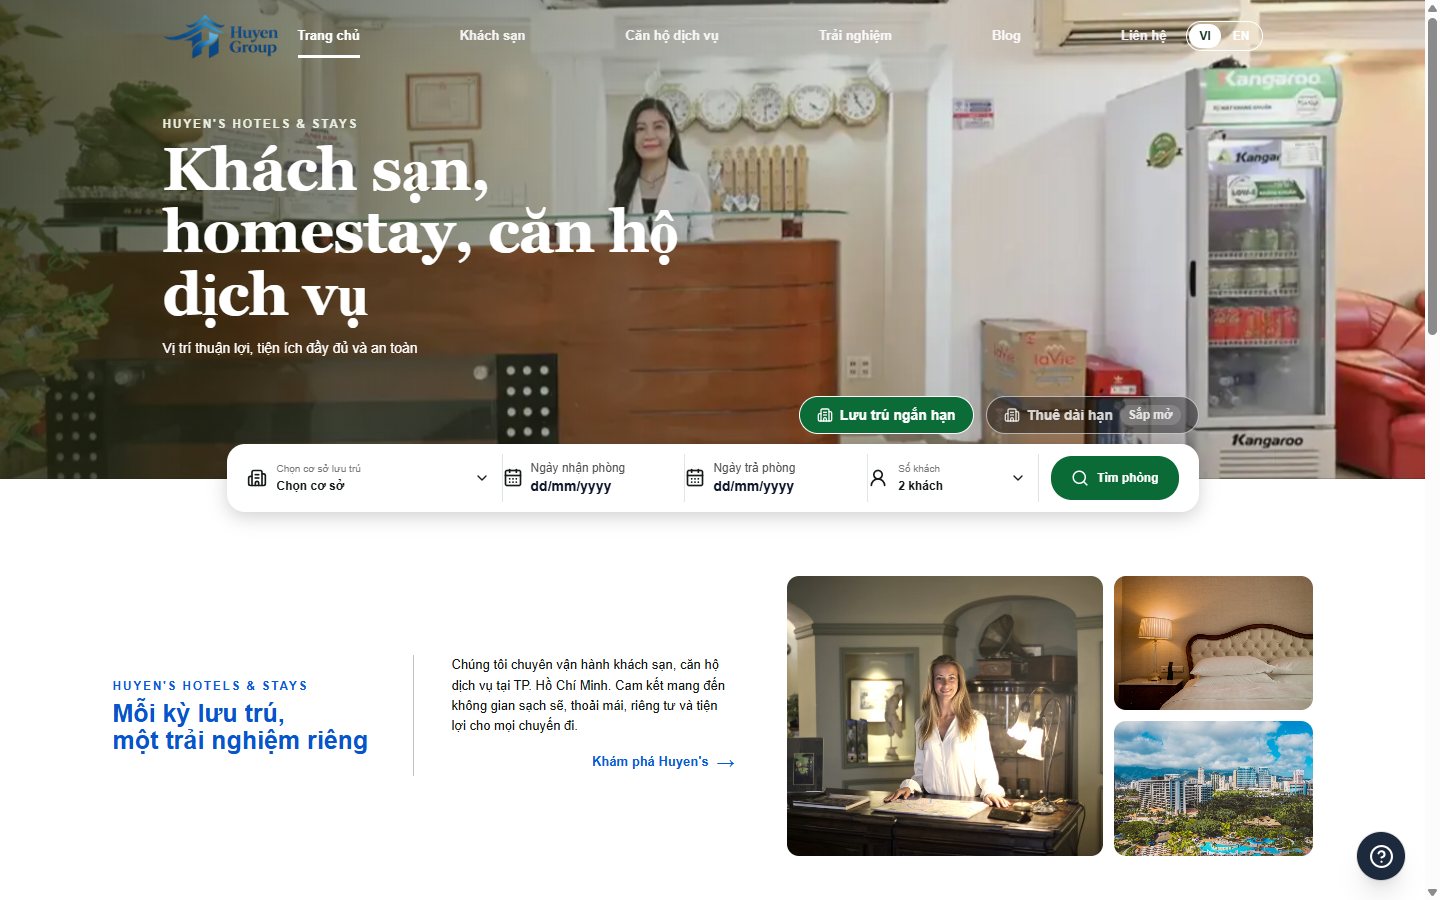 Huyen
Group
Trang chủ
Khách sạn
Căn hộ dịch vụ
Trải nghiệm
Blog
Liên hệ
VI
EN
HUYEN'S HOTELS & STAYS
Khách sạn,
homestay, căn hộ
dịch vụ
Vị trí thuận lợi, tiện ích đầy đủ và an toàn
Kangaroo
Kangaroo
laVie
Kangaroo
Lưu trú ngắn hạn
Thuê dài hạn
Sắp mở
Chọn cơ sở lưu trú
Chọn cơ sở
Ngày nhận phòng
dd/mm/yyyy
Ngày trả phòng
dd/mm/yyyy
Số khách
2 khách
Tìm phòng
HUYEN'S HOTELS & STAYS
Mỗi kỳ lưu trú,
một trải nghiệm riêng
Chúng tôi chuyên vận hành khách sạn, căn hộ
dịch vụ tại TP. Hồ Chí Minh. Cam kết mang đến
không gian sạch sẽ, thoải mái, riêng tư và tiện
lợi cho mọi chuyến đi.
Khám phá Huyen's →